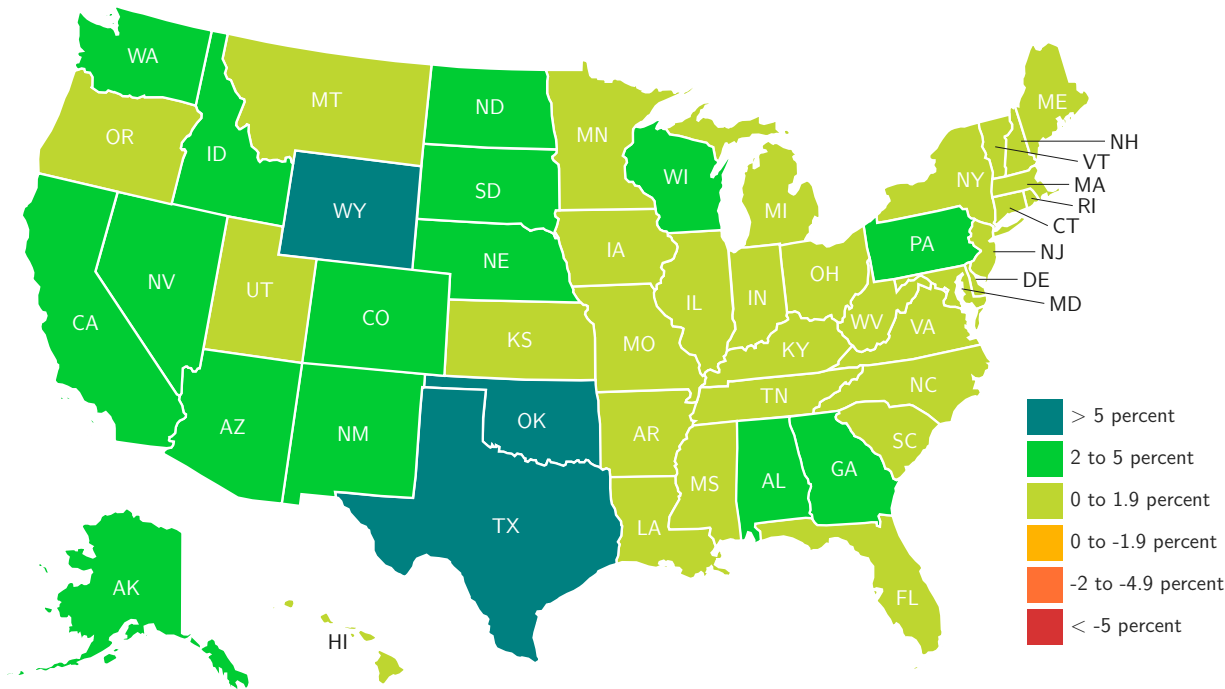 WA
MT
ND
MN
ME
OR
ID
SD
WI
NH
VT
NY
MA
RI
CT
WY
MI
PA
NJ
NE
IA
OH
DE
MD
NV
UT
CO
IL
IN
WV
VA
CA
KS
MO
KY
NC
TN
AZ
NM
OK
AR
SC
GA
AL
MS
TX
LA
AK
FL
HI
> 5 percent
2 to 5 percent
0 to 1.9 percent
0 to -1.9 percent
-2 to -4.9 percent
< -5 percent